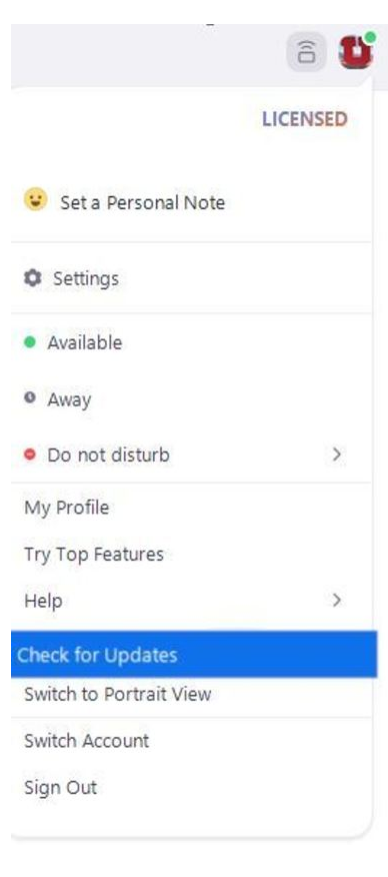 LICENSED
Set a Personal Note
Settings
Available
Away
Do not disturb
My Profile
Try Top Features
Help
Check for Updates
Switch to Portrait View
Switch Account
Sign Out